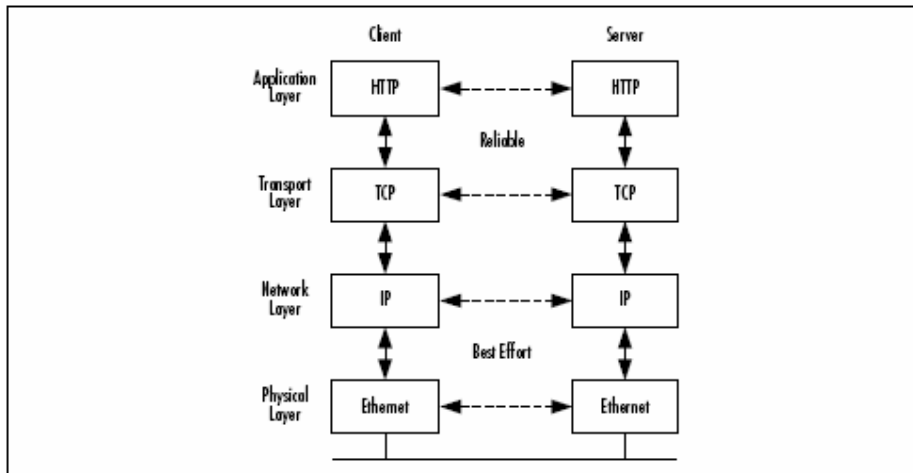 Client Server
Application
Layer
HTTP HTTP
Reliable
Transport
Layer
TCP TCP
Network
Layer
IP IP
Best Effort
Physical
Layer
Ethernet Ethernet